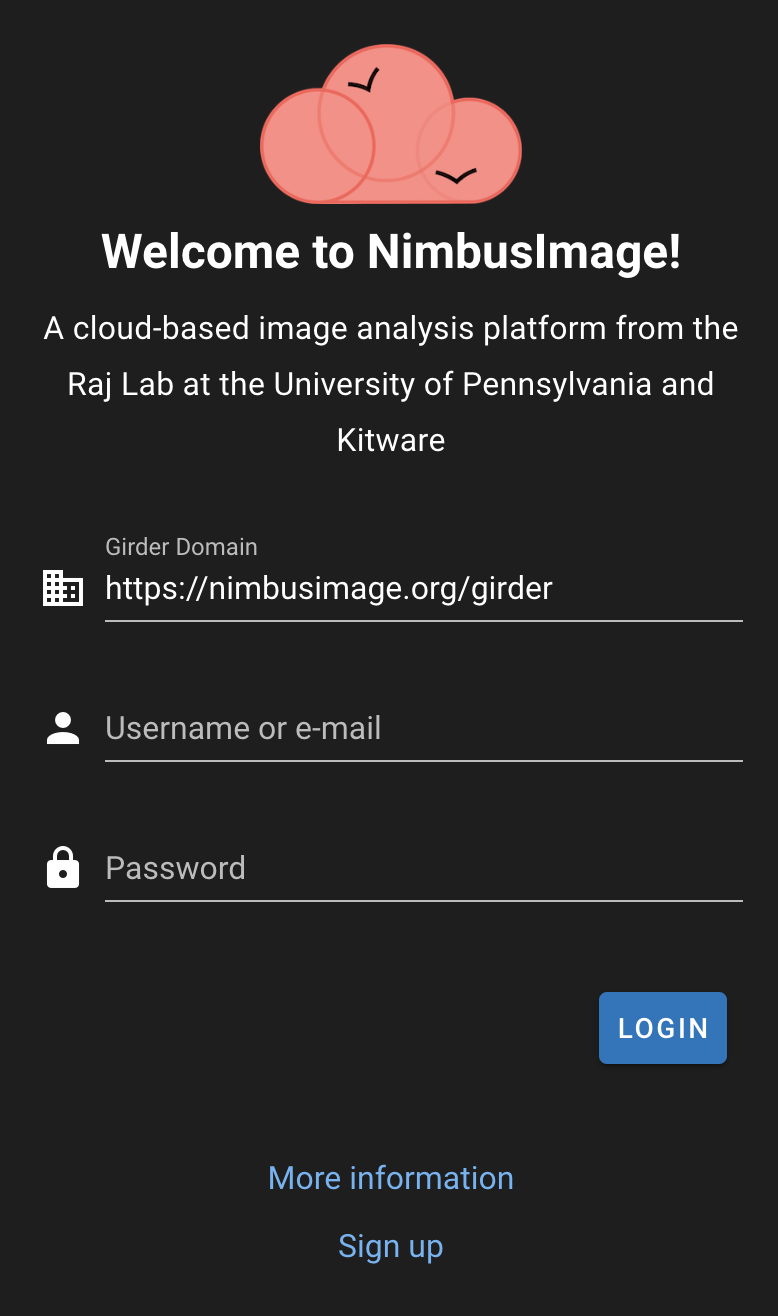 Welcome to NimbusImage!
A cloud-based image analysis platform from the
Raj Lab at the University of Pennsylvania and
Kitware
Girder Domain
https://nimbusimage.org/girder
Username or e-mail
Password
LOGIN
More information
Sign up